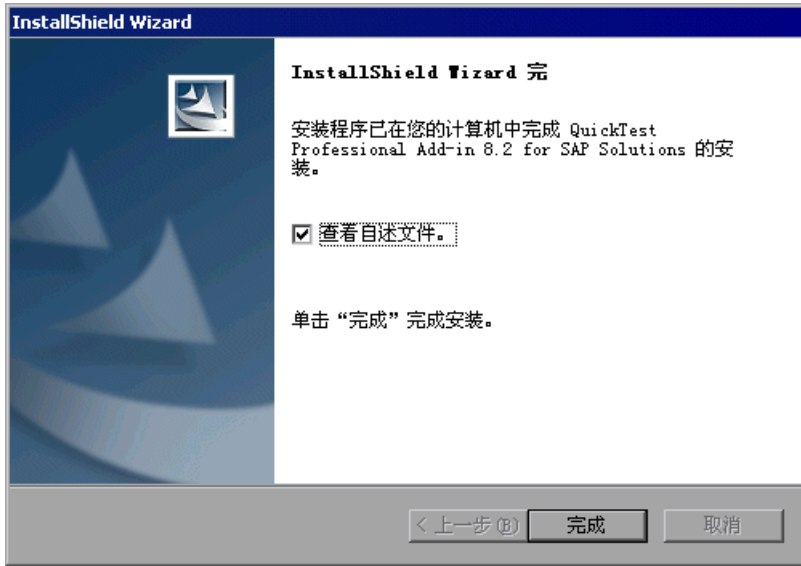 InstallShield Wizard
InstallShield Wizard 完
安装程序已在您的计算机中完成 QuickTest
Professional Add-in 8.2 for SAP Solutions 的安
装。
查看自述文件。
单击“完成”完成安装。
< 上一步(B) 完成 取消